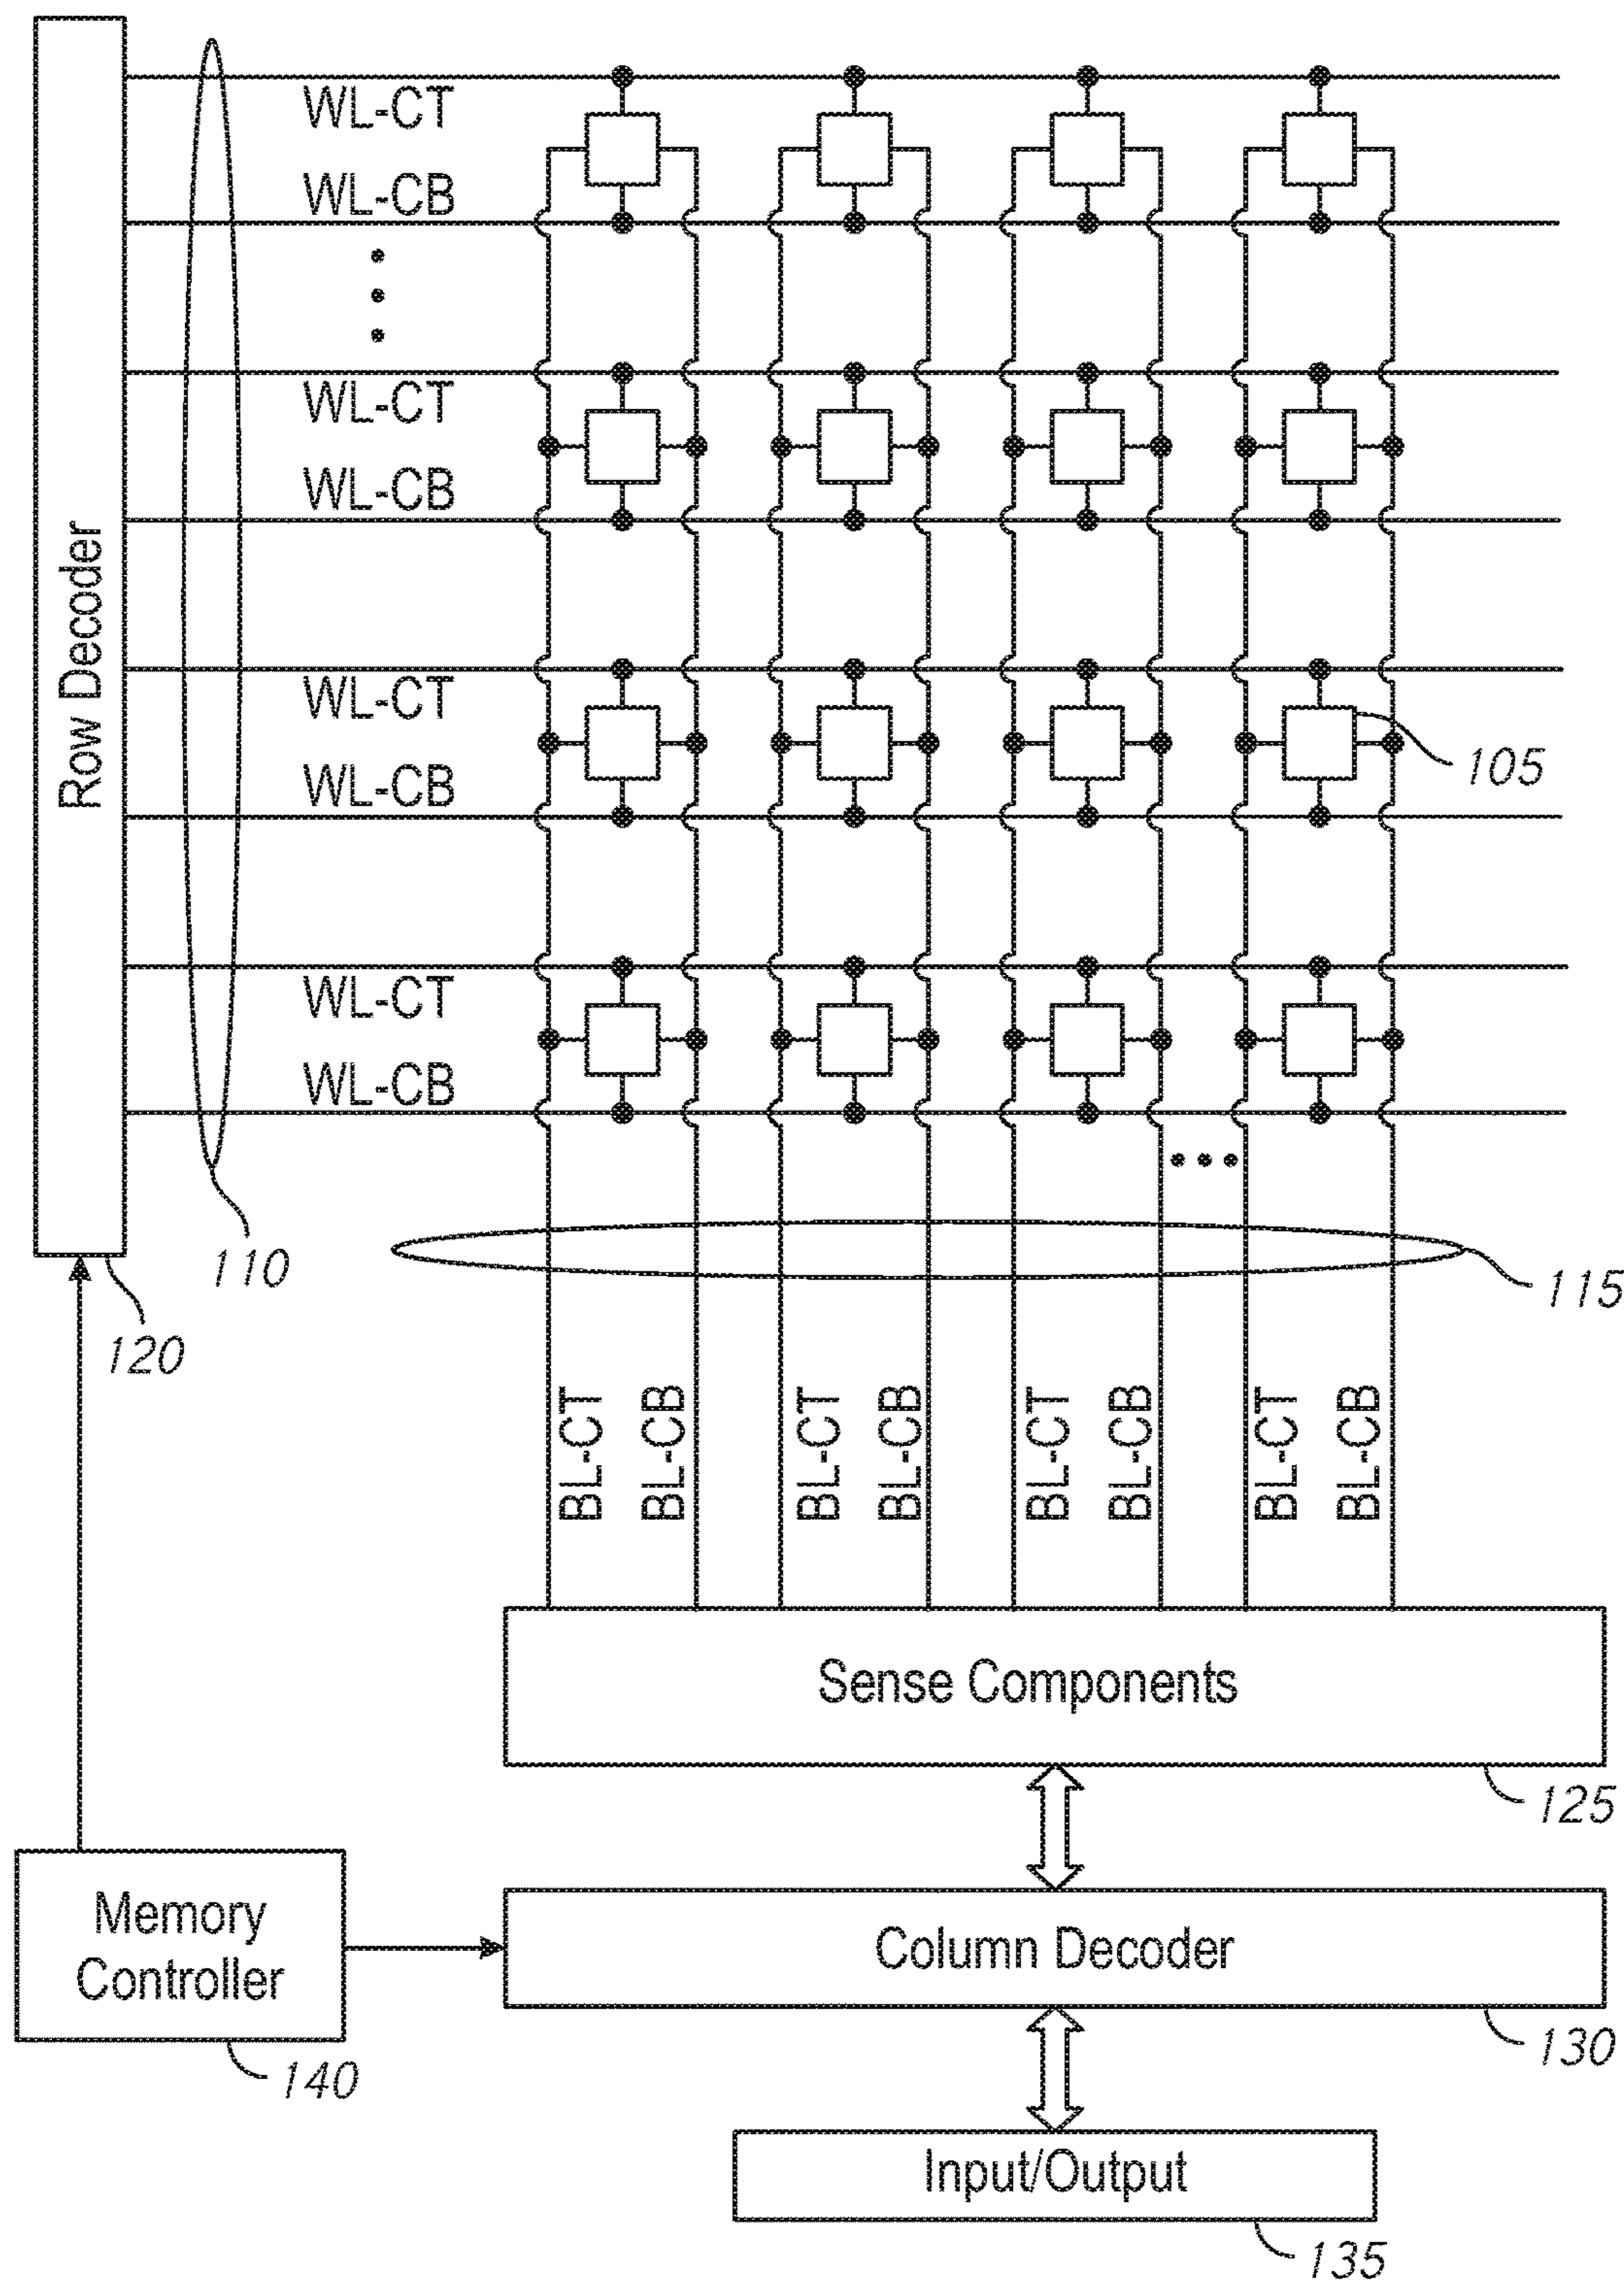 WL-CT
WL-CB
WL-CT
WL-CB
Row Decoder
WL-CT
105
WL-CB
WL-CT
WL-CB
110
115
120
BL-CT
BL-CB
BL-CT
BL-CB
BL-CT
BL-CB
BL-CT
BL-CB
Sense Components
125
Memory
Controller
Column Decoder
130
140
Input/Output
135